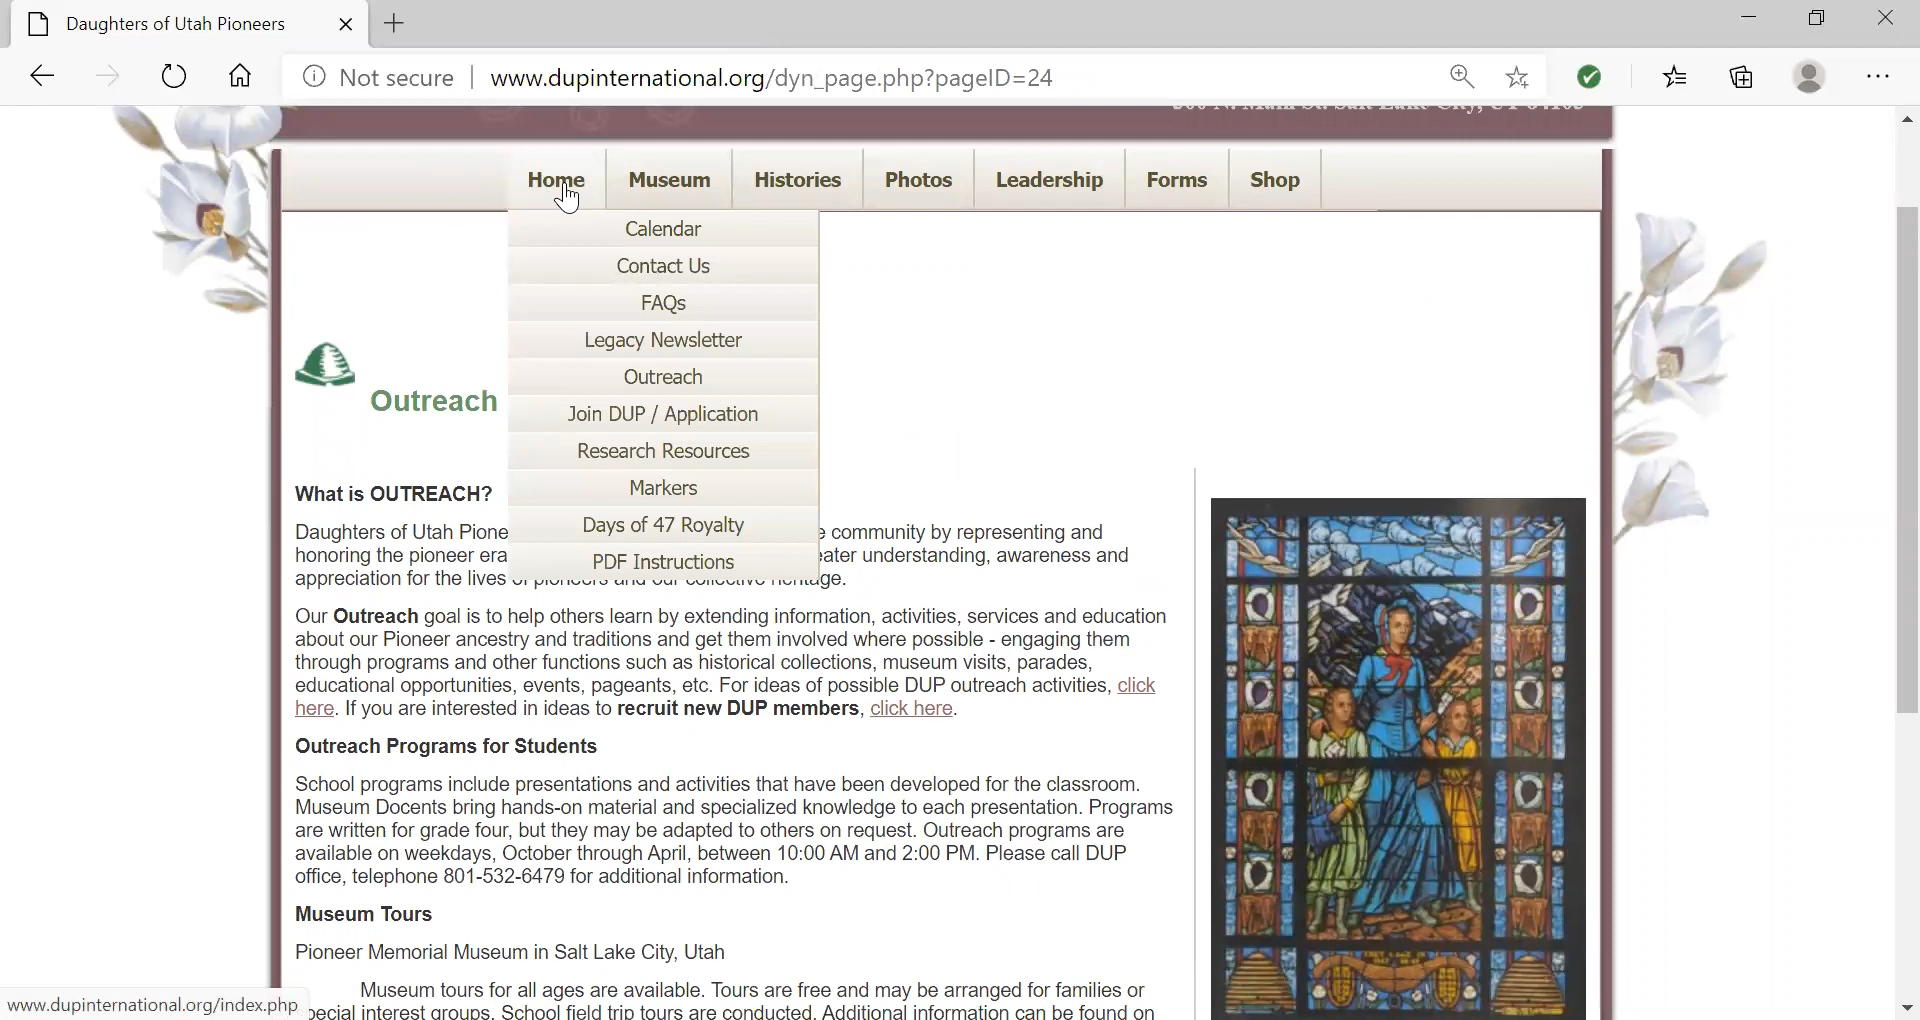 Daughters of Utah Pioneers
Not secure
www.dupinternational.org/dyn_page.php?pageID=24
Home
Museum
Histories
Photos
Leadership
Forms
Shop
Calendar
Contact Us
FAQs
Legacy Newsletter
Outreach
Join DUP / Application
Research Resources
Markers
Days of 47 Royalty
PDF Instructions
Outreach
What is OUTREACH?
Daughters of Utah Pione e community by representing and
honoring the pioneer era eater understanding, awareness and
appreciation for the lives of pioneers and our collective heritage.
Our Outreach goal is to help others learn by extending information, activities, services and education
about our Pioneer ancestry and traditions and get them involved where possible - engaging them
through programs and other functions such as historical collections, museum visits, parades,
educational opportunities, events, pageants, etc. For ideas of possible DUP outreach activities, click
here. If you are interested in ideas to recruit new DUP members, click here.
Outreach Programs for Students
School programs include presentations and activities that have been developed for the classroom.
Museum Docents bring hands-on material and specialized knowledge to each presentation. Programs
are written for grade four, but they may be adapted to others on request. Outreach programs are
available on weekdays, October through April, between 10:00 AM and 2:00 PM. Please call DUP
office, telephone 801-532-6479 for additional information.
Museum Tours
Pioneer Memorial Museum in Salt Lake City, Utah
Museum tours for all ages are available. Tours are free and may be arranged for families or
pecial interest groups. School field trip tours are conducted. Additional information can be found on
www.dupinternational.org/index.php